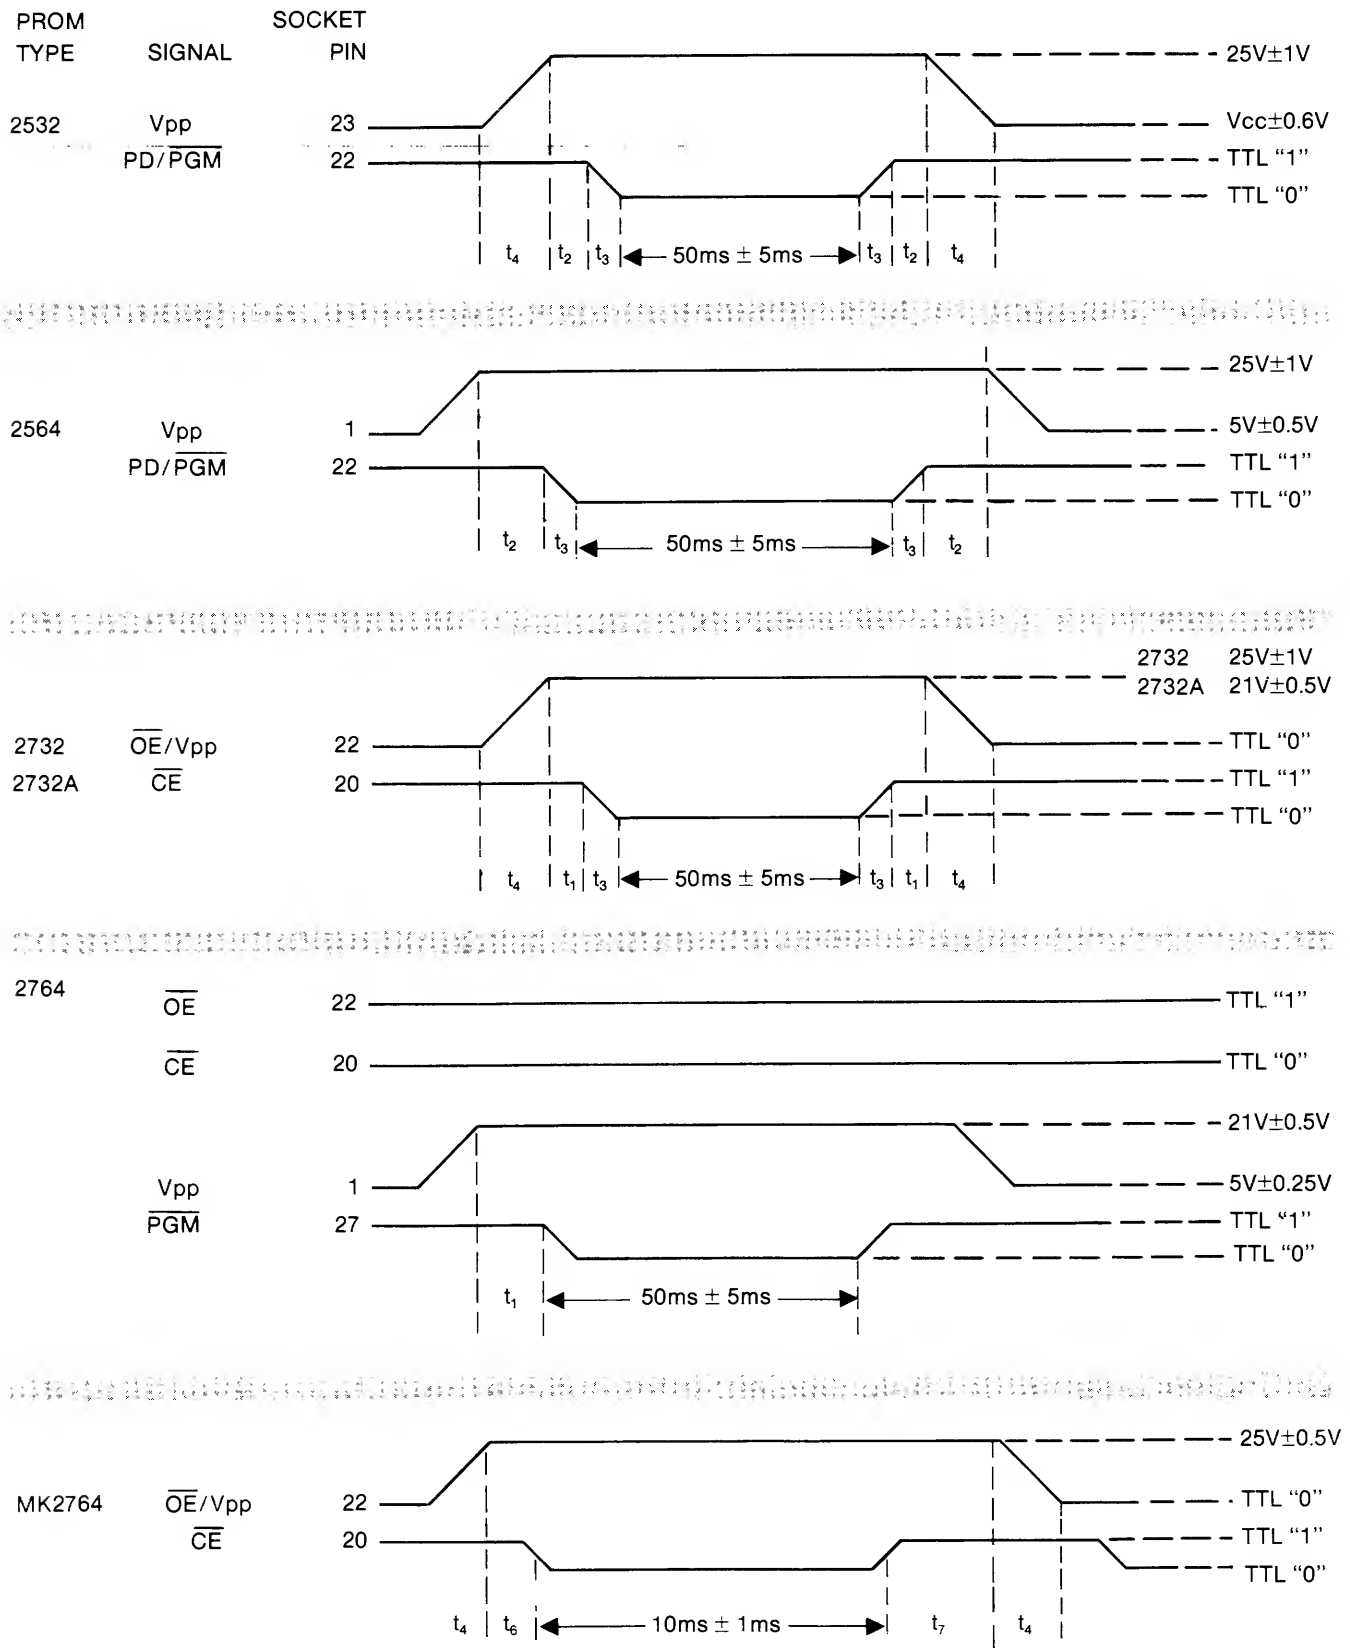 PROM SOCKET
TYPE SIGNAL PIN
25V±1V
2532 Vpp 23 Vcc±0.6V
PD/PGM 22 TTL “1”
TTL “0”
t4 t2 t3 50ms ± 5ms t3 t2 t4
25V±1V
2564 Vpp 1 5V±0.5V
PD/PGM 22 TTL “1”
TTL “0”
t2 t3 50ms ± 5ms t3 t2
2732 25V±1V
2732A 21V±0.5V
2732 OE/Vpp 22 TTL “0”
2732A CE 20 TTL “1”
TTL “0”
t4 t1 t3 50ms ± 5ms t3 t1 t4
2764 OE 22 TTL “1”
CE 20 TTL “0”
21V±0.5V
Vpp 1 5V±0.25V
PGM 27 TTL “1”
TTL “0”
t1 50ms ± 5ms
25V±0.5V
MK2764 OE/Vpp 22 TTL “0”
CE 20 TTL “1”
TTL “0”
t4 t6 10ms ± 1ms t7 t4